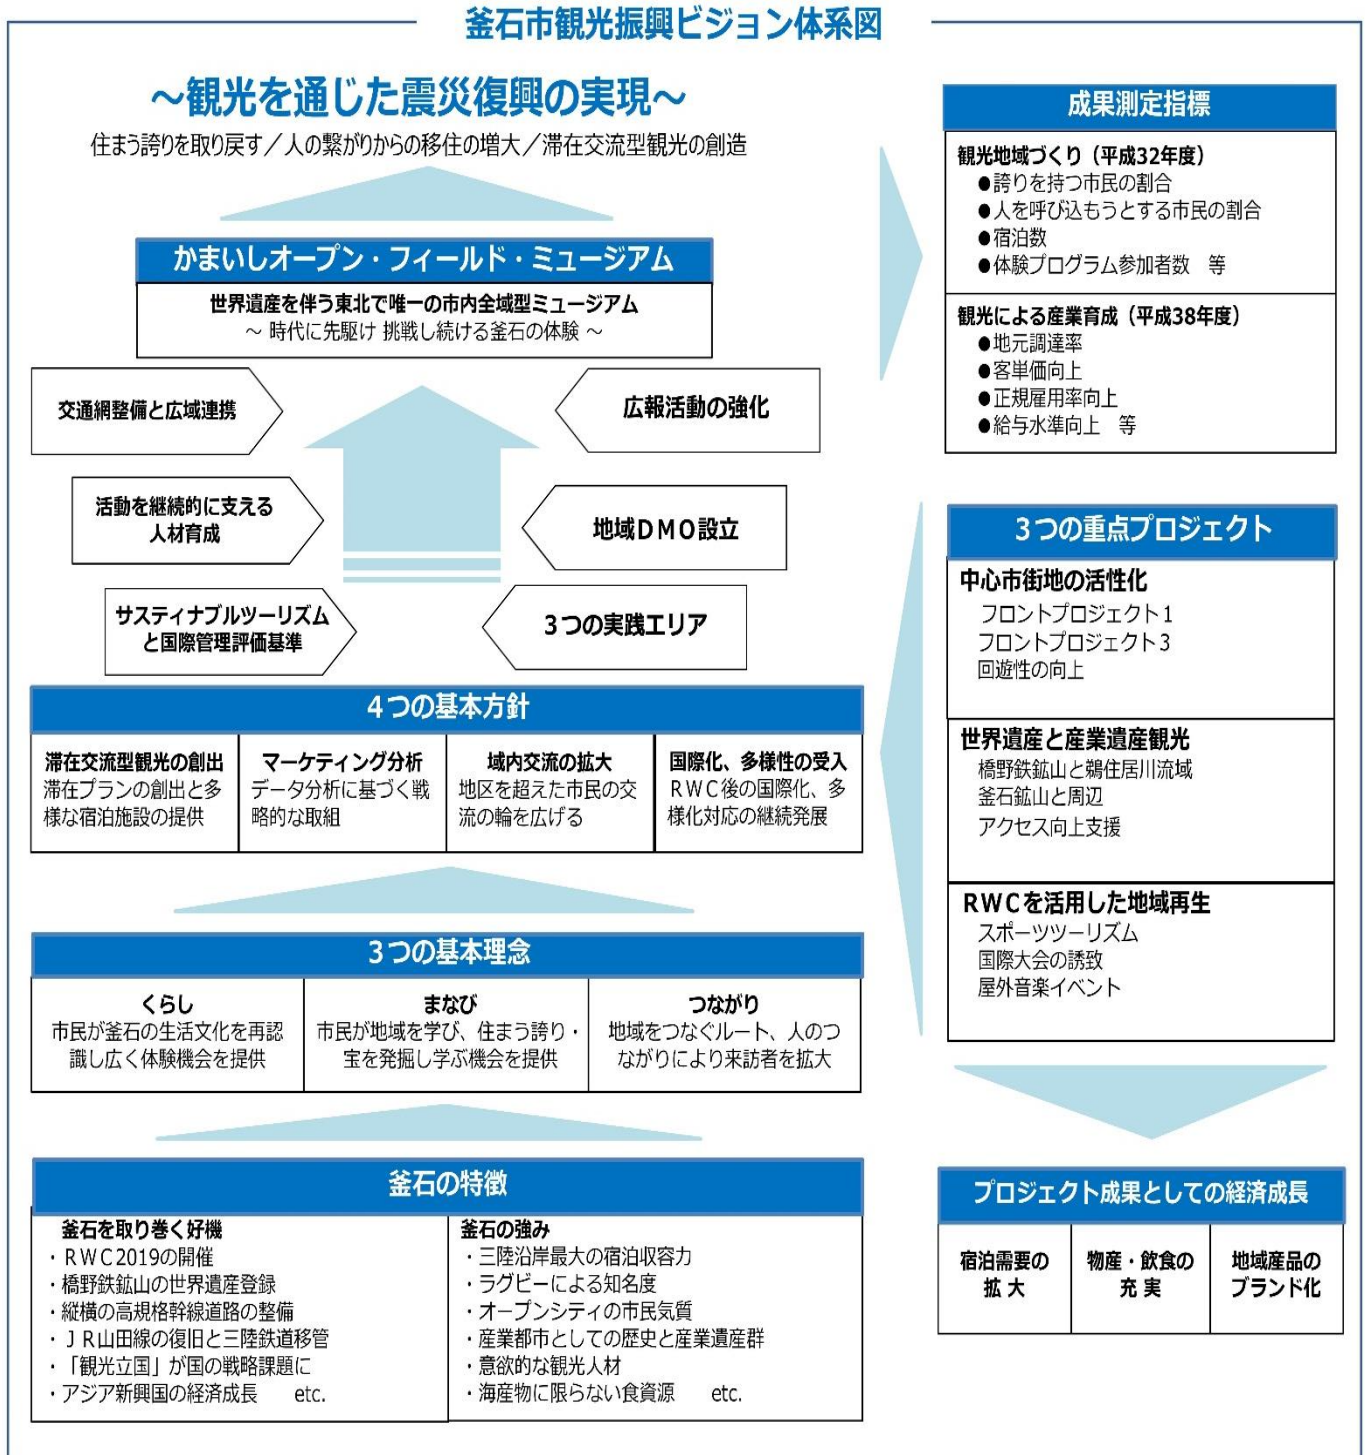 釜石市観光振興ビジョン体系図
～観光を通じた震災復興の実現～
住まう誇りを取り戻す／人の繋がりからの移住の増大／滞在交流型観光の創造
かまいしオープン・フィールド・ミュージアム
世界遺産を伴う東北で唯一の市内全域型ミュージアム
～ 時代に先駆け 挑戦し続ける釜石の体験 ～
交通網整備と広域連携
広報活動の強化
活動を継続的に支える
人材育成
地域ＤＭＯ設立
サスティナブルツーリズム
と国際管理評価基準
３つの実践エリア
４つの基本方針
滞在交流型観光の創出
滞在プランの創出と多
様な宿泊施設の提供
マーケティング分析
データ分析に基づく戦
略的な取組
域内交流の拡大
地区を超えた市民の交
流の輪を広げる
国際化、多様性の受入
ＲＷＣ後の国際化、多
様化対応の継続発展
３つの基本理念
くらし
市民が釜石の生活文化を再認
識し広く体験機会を提供
まなび
市民が地域を学び、住まう誇り・
宝を発掘し学ぶ機会を提供
つながり
地域をつなぐルート、人のつ
ながりにより来訪者を拡大
釜石の特徴
釜石を取り巻く好機
・ＲＷＣ2019の開催
・橋野鉄鉱山の世界遺産登録
・縦横の高規格幹線道路の整備
・ＪＲ山田線の復旧と三陸鉄道移管
・「観光立国」が国の戦略課題に
・アジア新興国の経済成長　etc.
釜石の強み
・三陸沿岸最大の宿泊収容力
・ラグビーによる知名度
・オープンシティの市民気質
・産業都市としての歴史と産業遺産群
・意欲的な観光人材
・海産物に限らない食資源　etc.
成果測定指標
観光地域づくり（平成32年度）
●誇りを持つ市民の割合
●人を呼び込もうとする市民の割合
●宿泊数
●体験プログラム参加者数　等
観光による産業育成（平成38年度）
●地元調達率
●客単価向上
●正規雇用率向上
●給与水準向上　等
３つの重点プロジェクト
中心市街地の活性化
フロントプロジェクト１
フロントプロジェクト３
回遊性の向上
世界遺産と産業遺産観光
橋野鉄鉱山と鵜住居川流域
釜石鉱山と周辺
アクセス向上支援
ＲＷＣを活用した地域再生
スポーツツーリズム
国際大会の誘致
屋外音楽イベント
プロジェクト成果としての経済成長
宿泊需要の
拡 大
物産・飲食の
充 実
地域産品の
ブランド化